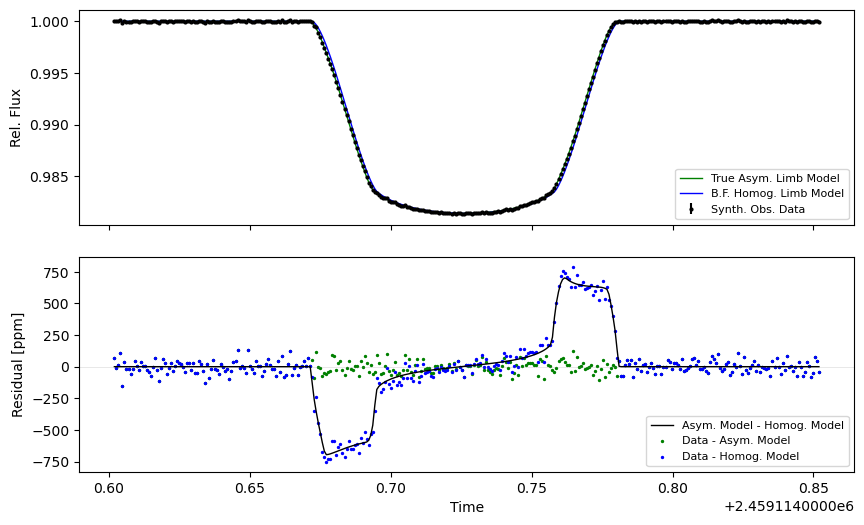 1.000
0.995
0.990
0.985
Rel. Flux
True Asym. Limb Model
B.F. Homog. Limb Model
Synth. Obs. Data
750
500
250
0
−250
−500
−750
Residual [ppm]
Asym. Model - Homog. Model
Data - Asym. Model
Data - Homog. Model
0.60
0.65
0.70
0.75
0.80
0.85
Time
+2.4591140000e6